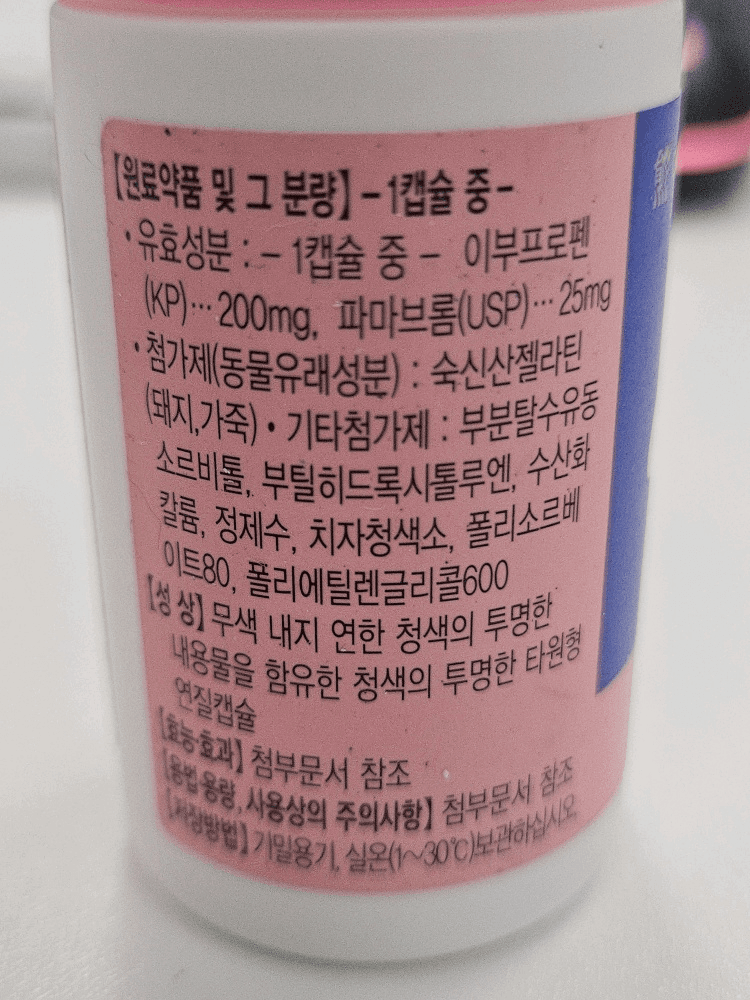 【원료약품 및 그 분량】 – 1캡슐 중 –
• 유효성분 : – 1캡슐 중 – 이부프로펜
(KP)… 200mg, 파마브롬(USP)… 25mg
• 첨가제(동물유래성분) : 숙신산젤라틴
(돼지,가죽) • 기타첨가제 : 부분탈수유동
소르비톨, 부틸히드록시톨루엔, 수산화
칼륨, 정제수, 치자청색소, 폴리소르베
이트80, 폴리에틸렌글리콜600
【성 상】 무색 내지 연한 청색의 투명한
내용물을 함유한 청색의 투명한 타원형
연질캡슐
【효능·효과】 첨부문서 참조
【용법·용량, 사용상의 주의사항】 첨부문서 참조
【저장방법】 기밀용기, 실온(1~30℃)보관하십시오.